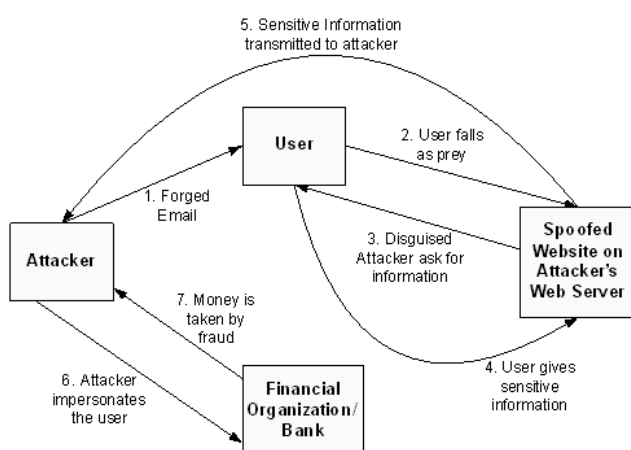 5. Sensitive Information
transmitted to attacker
User
2. User falls
as prey
1. Forged
Email
Attacker
3. Disguised
Attacker ask for
information
Spoofed
Website on
Attacker's
Web Server
7. Money is
taken by
fraud
4. User gives
sensitive
information
6. Attacker
impersonates
the user
Financial
Organization/
Bank